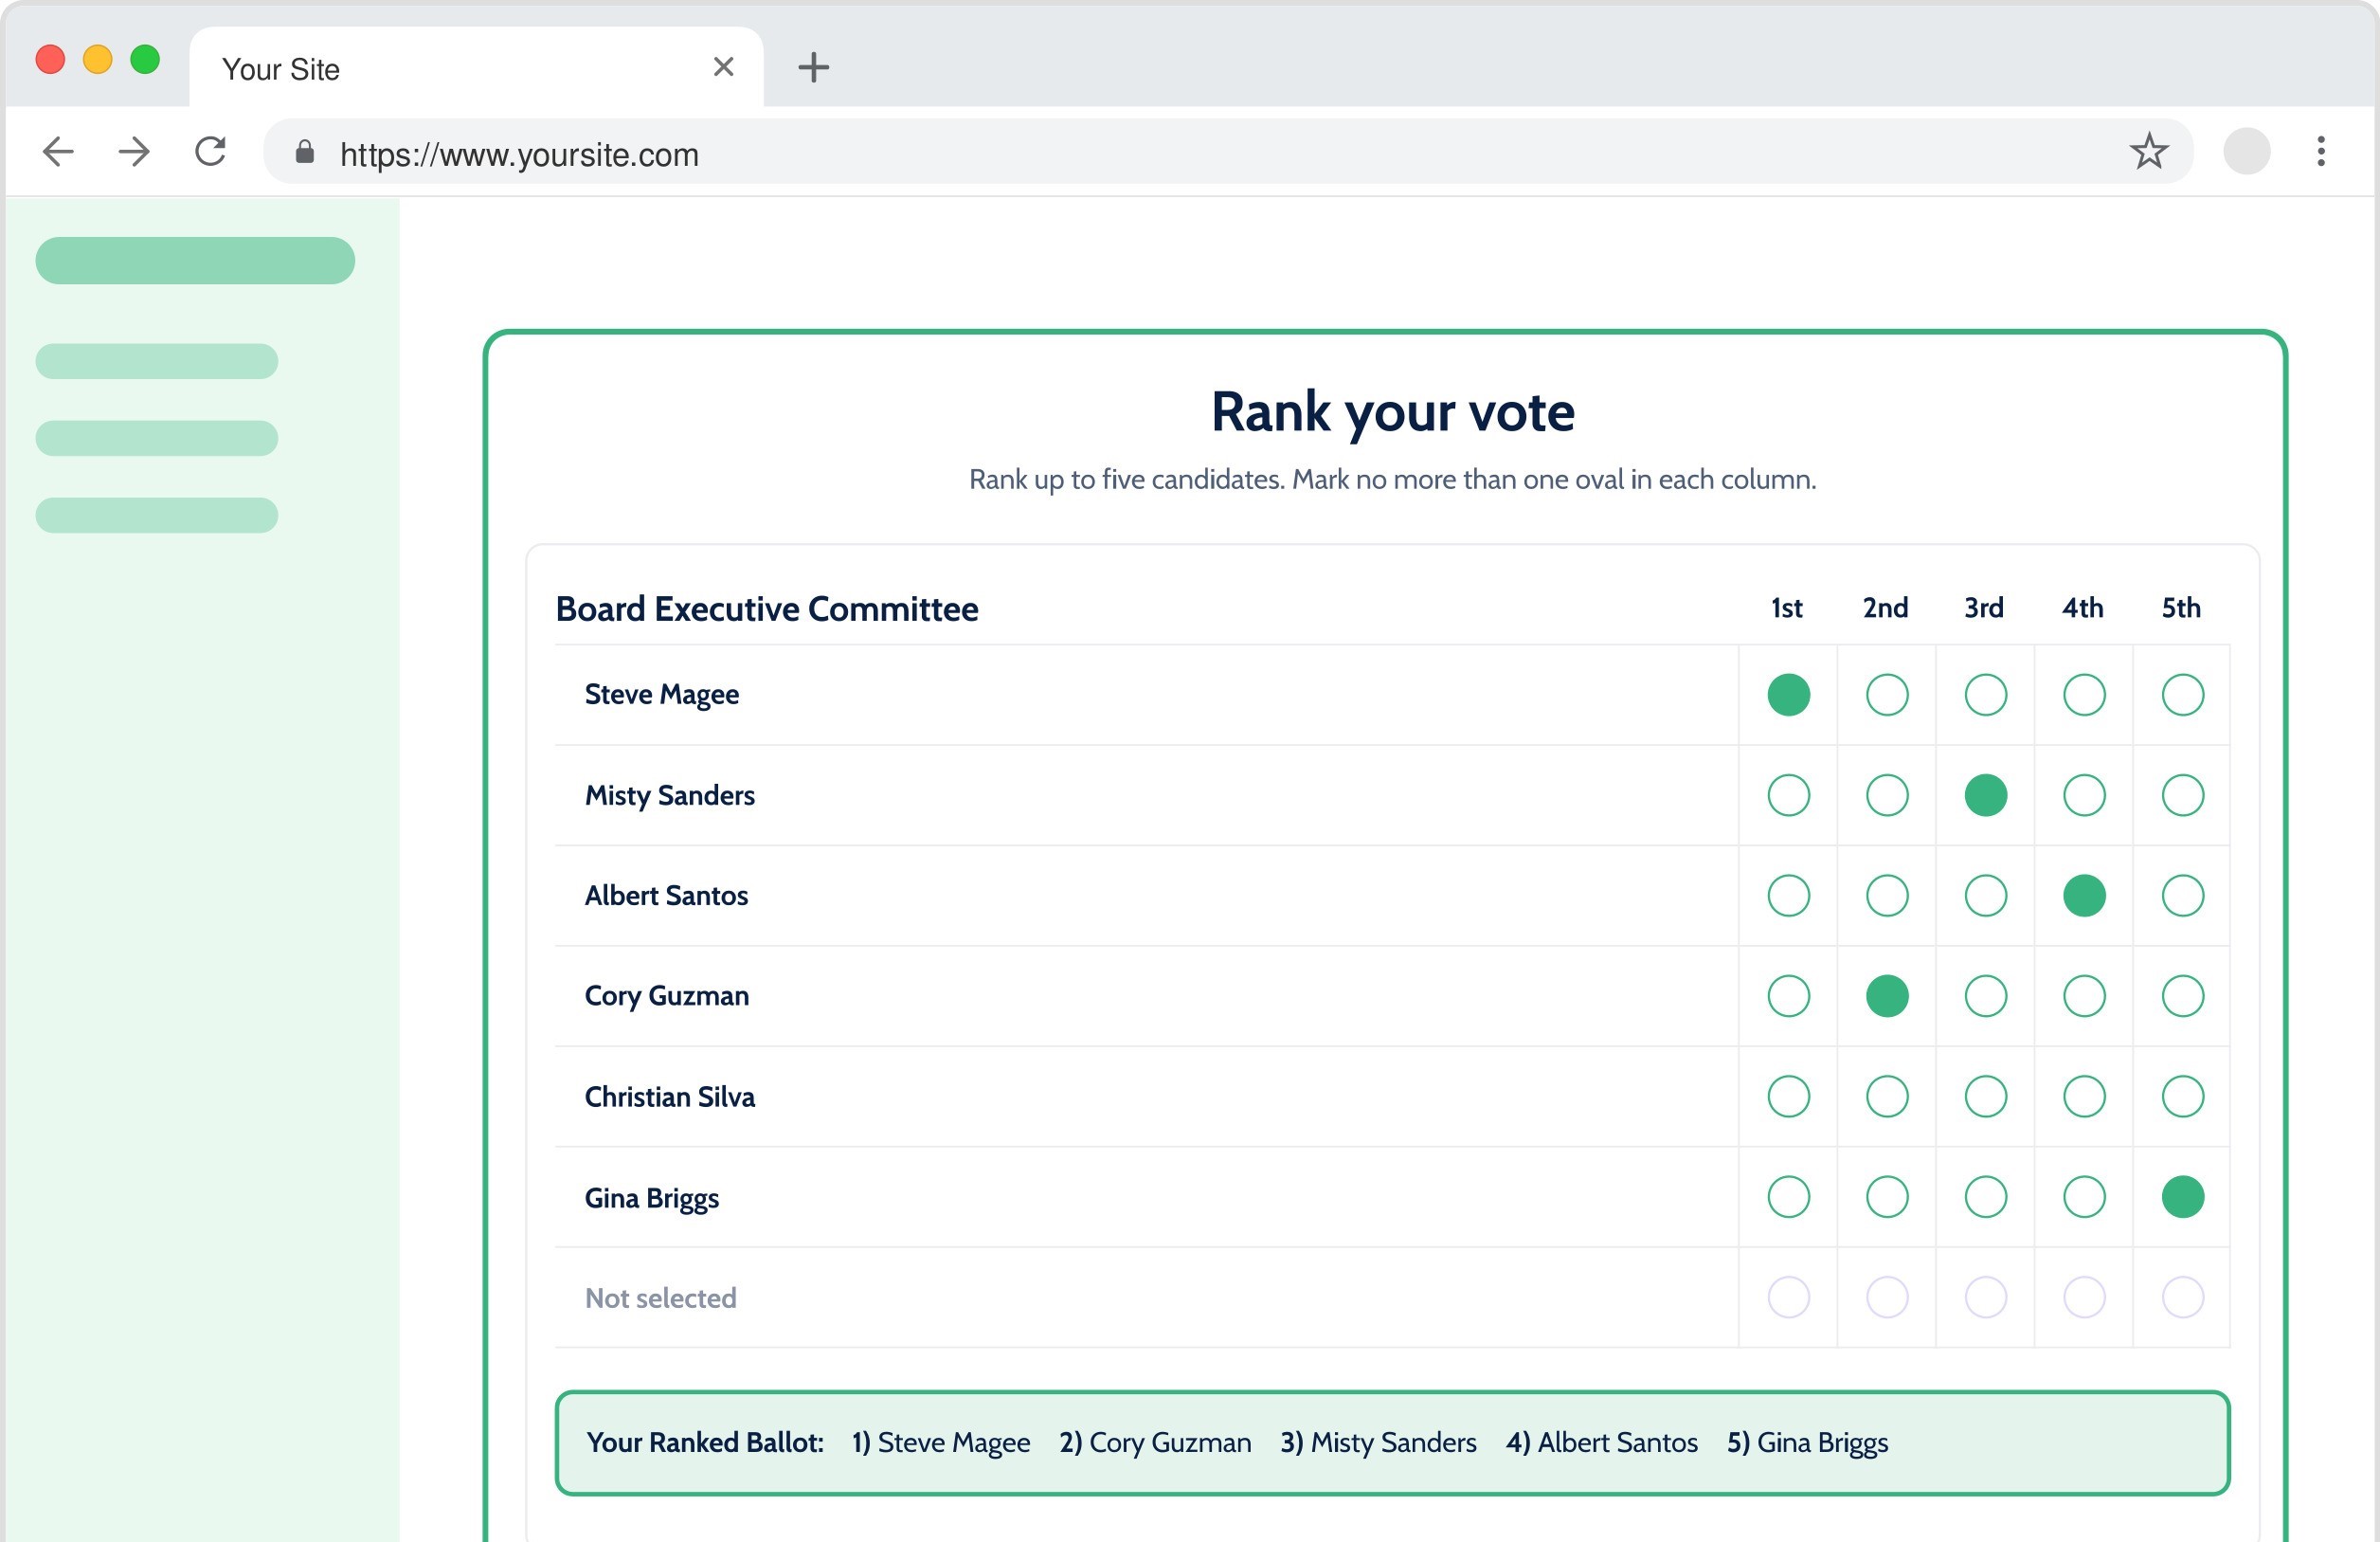 Your Site
https://www.yoursite.com
Rank your vote
Rank up to five candidates. Mark no more than one oval in each column.
Board Executive Committee 1st 2nd 3rd 4th 5th
Steve Magee
Misty Sanders
Albert Santos
Cory Guzman
Christian Silva
Gina Briggs
Not selected
Your Ranked Ballot: 1) Steve Magee 2) Cory Guzman 3) Misty Sanders 4) Albert Santos 5) Gina Briggs